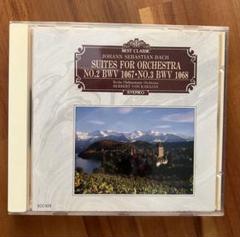 BEST CLASSIC
JOHANN SEBASTIAN BACH
SUITES FOR ORCHESTRA
NO.2 BWV 1067・NO.3 BWV 1068
Berlin Philharmonic Orchestra
HERBERT VON KARAJAN
STEREO